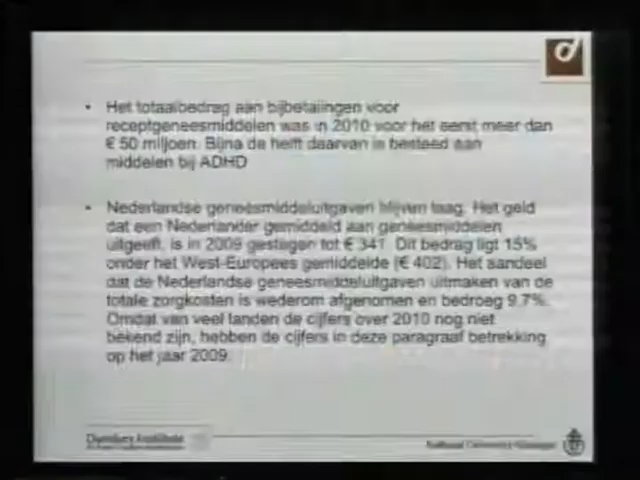 d
• Het totaalbedrag aan bijbetalingen voor
receptgeneesmiddelen was in 2010 voor het eerst meer dan
€ 50 miljoen. Bijna de helft daarvan is besteed aan
middelen bij ADHD
• Nederlandse geneesmiddeluitgaven blijven laag. Het geld
dat een Nederlander gemiddeld aan geneesmiddelen
uitgeeft, is in 2009 gestegen tot € 341. Dit bedrag ligt 15%
onder het West-Europees gemiddelde (€ 402). Het aandeel
dat de Nederlandse geneesmiddeluitgaven uitmaken van de
totale zorgkosten is wederom afgenomen en bedroeg 9,7%.
Omdat van veel landen de cijfers over 2010 nog niet
bekend zijn, hebben de cijfers in deze paragraaf betrekking
op het jaar 2009.
Institute